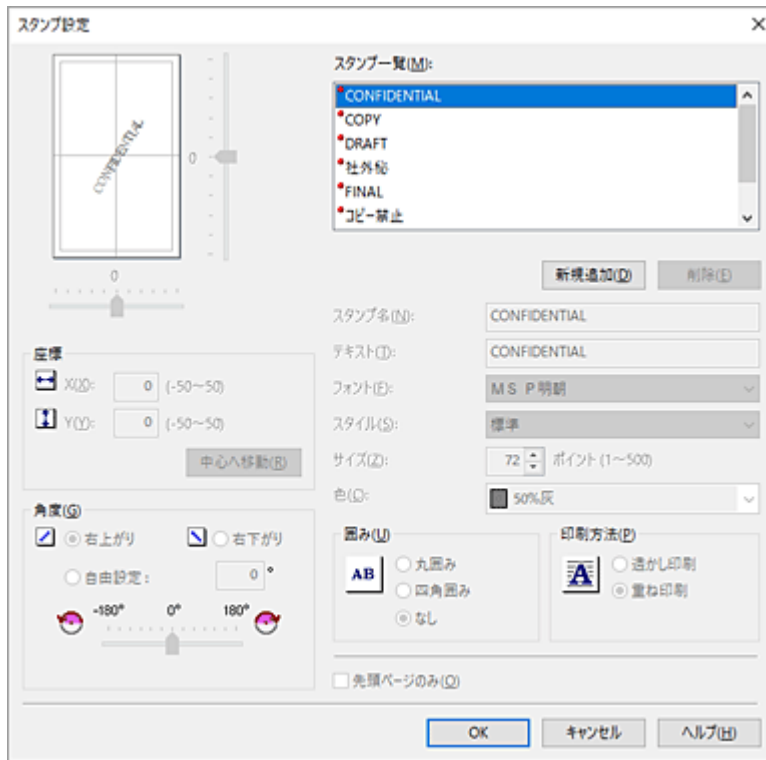 スタンプ設定
スタンプ一覧(M):
CONFIDENTIAL
COPY
DRAFT
社外秘
FINAL
コピー禁止
CONFIDENTIAL
0
0
新規追加(D)
削除(E)
スタンプ名(N):
CONFIDENTIAL
テキスト(T):
CONFIDENTIAL
フォント(F):
MS P明朝
スタイル(S):
標準
サイズ(Z):
72
ポイント(1~500)
色(C):
50%灰
座標
X(X):
0
(-50~50)
Y(Y):
0
(-50~50)
中心へ移動(R)
角度(G)
右上がり
右下がり
自由設定:
0 °
-180° 0° 180°
囲み(U)
AB
丸囲み
四角囲み
なし
印刷方法(P)
A
透かし印刷
重ね印刷
先頭ページのみ(O)
OK
キャンセル
ヘルプ(H)